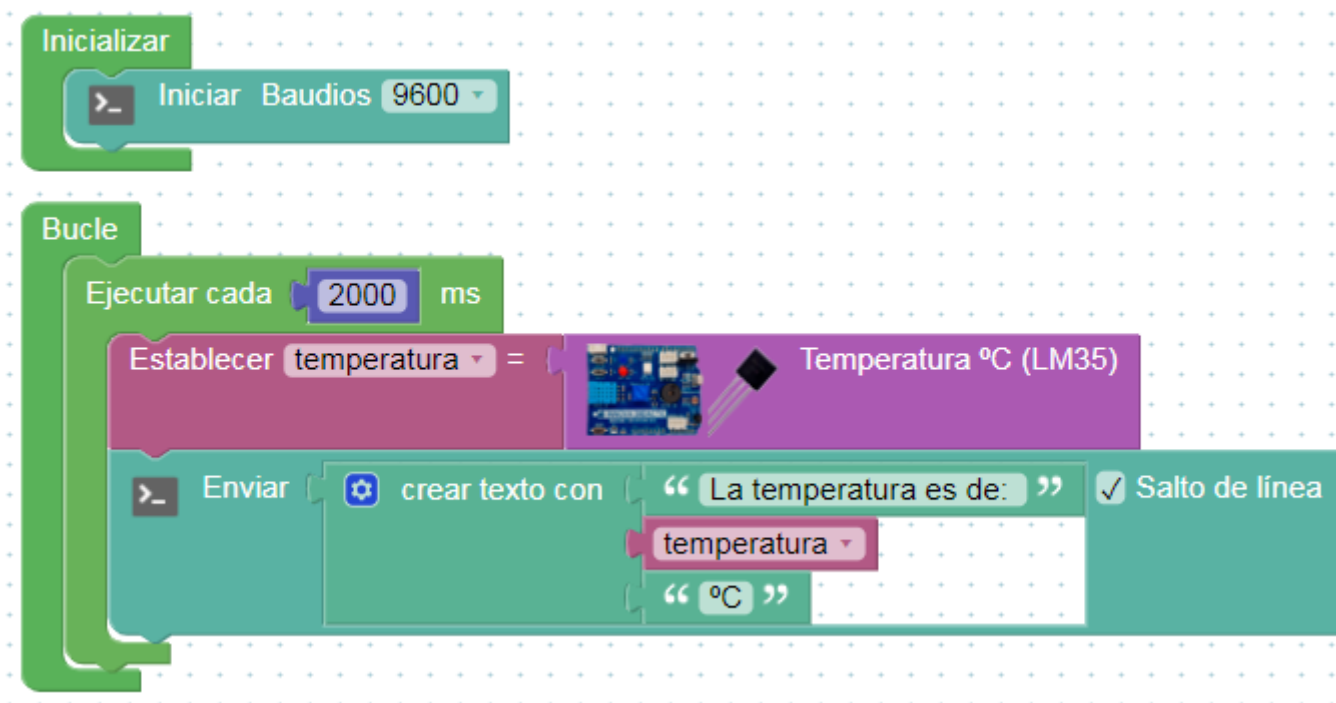 Inicializar
Iniciar Baudios 9600
Bucle
Ejecutar cada 2000 ms
Establecer temperatura = Temperatura ºC (LM35)
Enviar crear texto con “ La temperatura es de: ” ✓ Salto de línea
temperatura
“ ºC ”